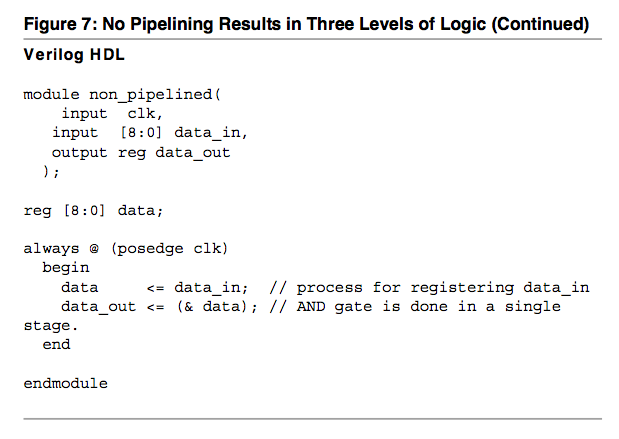 Figure 7: No Pipelining Results in Three Levels of Logic (Continued)
Verilog HDL
module non_pipelined(
    input  clk,
   input  [8:0] data_in,
   output reg data_out
  );
reg [8:0] data;
always @ (posedge clk)
  begin
    data      <= data_in;  // process for registering data_in
    data_out <= (& data); // AND gate is done in a single
stage.
  end
endmodule